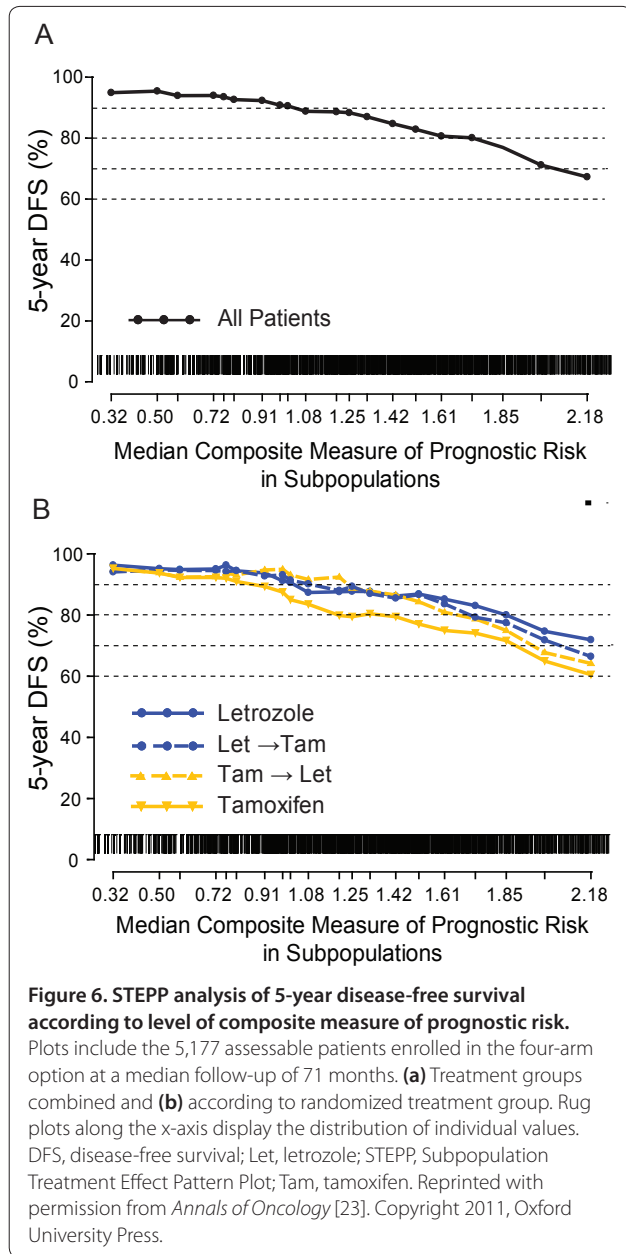 A
100
80
60
40
20
0
5-year DFS (%)
All Patients
0.32 0.50 0.72 0.91 1.08 1.25 1.42 1.61 1.85 2.18
Median Composite Measure of Prognostic Risk
in Subpopulations
B
100
80
60
40
20
0
5-year DFS (%)
Letrozole
Let →Tam
Tam → Let
Tamoxifen
0.32 0.50 0.72 0.91 1.08 1.25 1.42 1.61 1.85 2.18
Median Composite Measure of Prognostic Risk
in Subpopulations
Figure 6. STEPP analysis of 5-year disease-free survival
according to level of composite measure of prognostic risk.
Plots include the 5,177 assessable patients enrolled in the four-arm
option at a median follow-up of 71 months. (a) Treatment groups
combined and (b) according to randomized treatment group. Rug
plots along the x-axis display the distribution of individual values.
DFS, disease-free survival; Let, letrozole; STEPP, Subpopulation
Treatment Effect Pattern Plot; Tam, tamoxifen. Reprinted with
permission from Annals of Oncology [23]. Copyright 2011, Oxford
University Press.